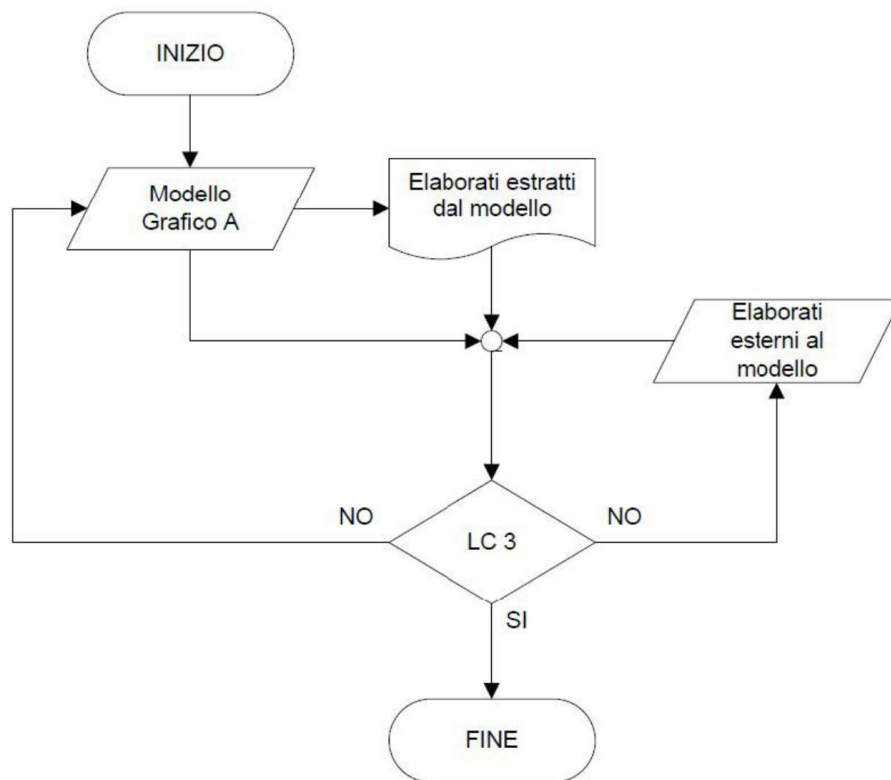 INIZIO
Modello
Grafico A
Elaborati estratti
dal modello
Elaborati
esterni al
modello
NO
LC 3
NO
SI
FINE